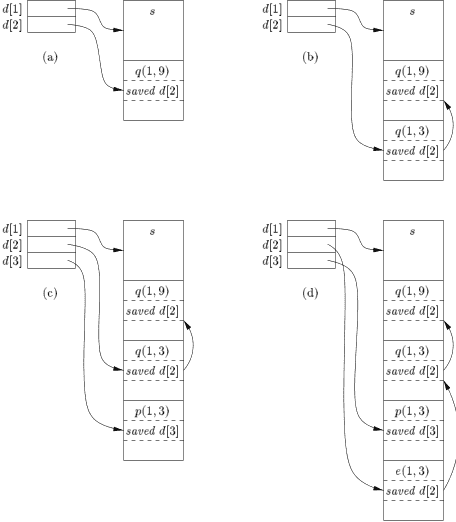 d[1]
d[2]
s
(a)
q(1, 9)
saved d[2]
d[1]
d[2]
s
(b)
q(1, 9)
saved d[2]
q(1, 3)
saved d[2]
d[1]
d[2]
d[3]
s
(c)
q(1, 9)
saved d[2]
q(1, 3)
saved d[2]
p(1, 3)
saved d[3]
d[1]
d[2]
d[3]
s
(d)
q(1, 9)
saved d[2]
q(1, 3)
saved d[2]
p(1, 3)
saved d[3]
e(1, 3)
saved d[2]